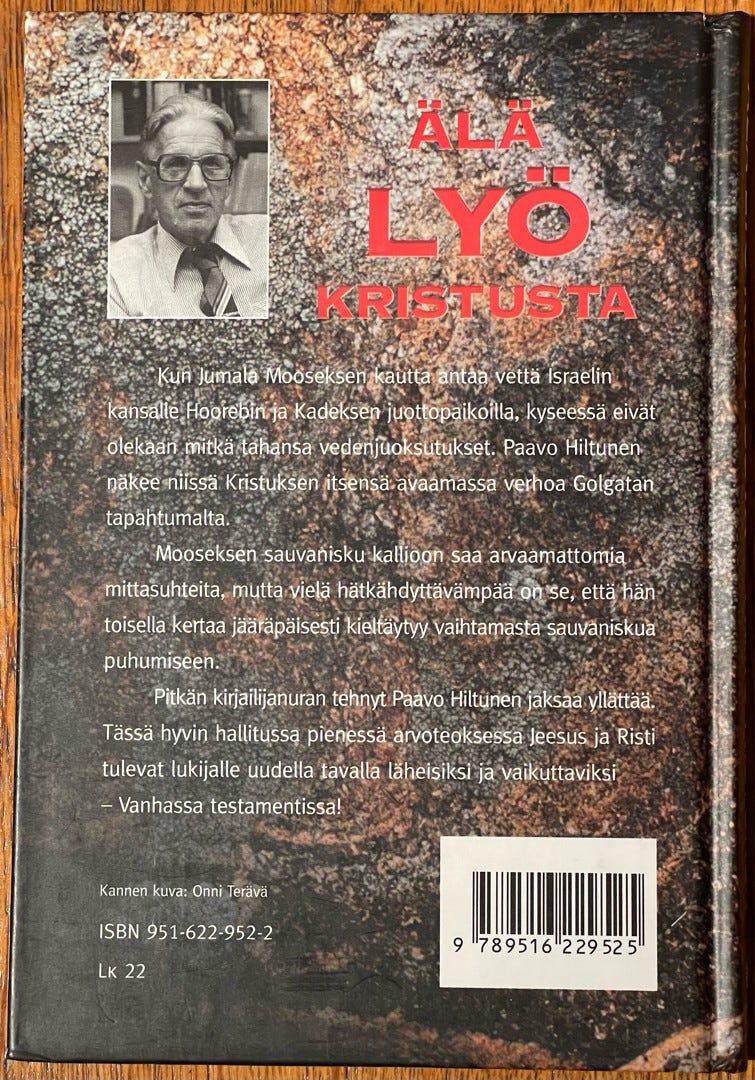 ÄLÄ
LYÖ
KRISTUSTA
Kun Jumala Mooseksen kautta antaa vettä Israelin
kansalle Hoorebin ja Kadeksen juottopaikoilla, kyseessä eivät
olekaan mitkä tahansa vedenjuoksutukset. Paavo Hiltunen
näkee niissä Kristuksen itsensä avaamassa verhoa Golgatan
tapahtumalta.
Mooseksen sauvanisku kallioon saa arvaamattomia
mittasuhteita, mutta vielä hätkähdyttävämpää on se, että hän
toisella kertaa jääräpäisesti kieltäytyy vaihtamasta sauvaniskua
puhumiseen.
Pitkän kirjailijanuran tehnyt Paavo Hiltunen jaksaa yllättää.
Tässä hyvin hallitussa pienessä arvoteoksessa Jeesus ja Risti
tulevat lukijalle uudella tavalla läheisiksi ja vaikuttaviksi
– Vanhassa testamentissa!
Kannen kuva: Onni Terävä
ISBN 951-622-952-2
LK 22
9 789516 229525